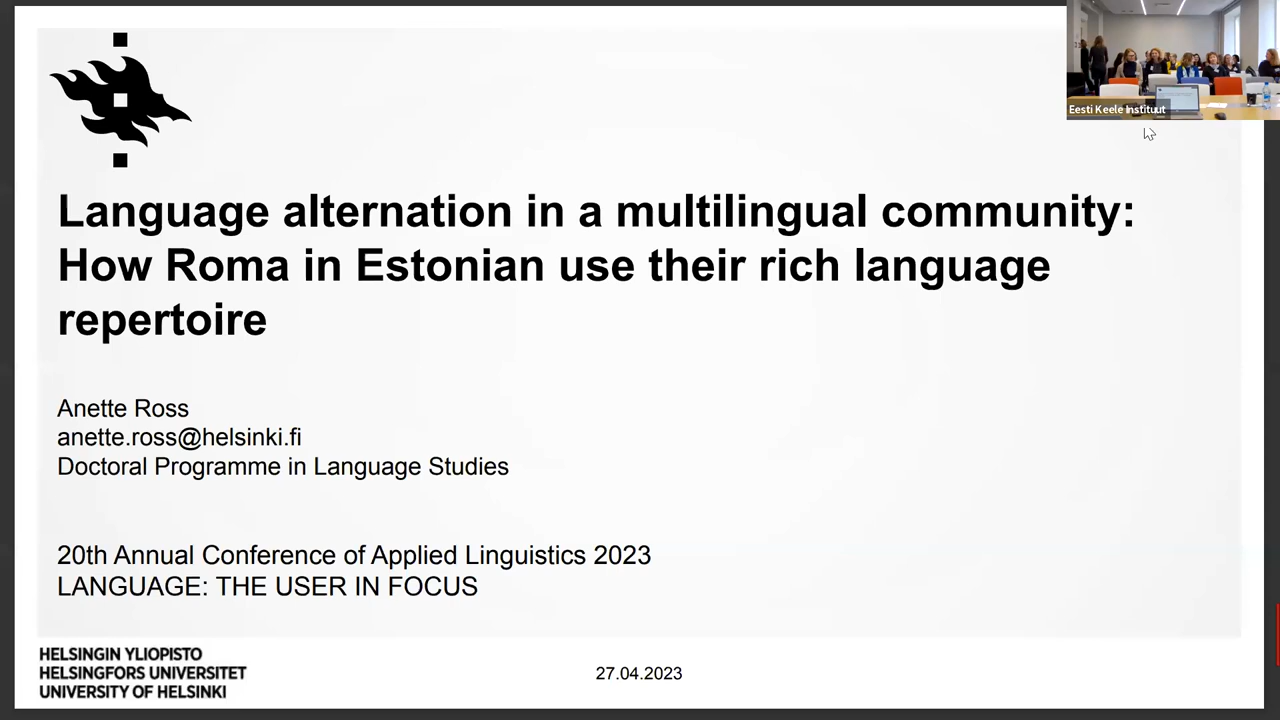 Eesti Keele Instituut
Language alternation in a multilingual community:
How Roma in Estonian use their rich language
repertoire
Anette Ross
anette.ross@helsinki.fi
Doctoral Programme in Language Studies
20th Annual Conference of Applied Linguistics 2023
LANGUAGE: THE USER IN FOCUS
HELSINGIN YLIOPISTO
HELSINGFORS UNIVERSITET
UNIVERSITY OF HELSINKI
27.04.2023